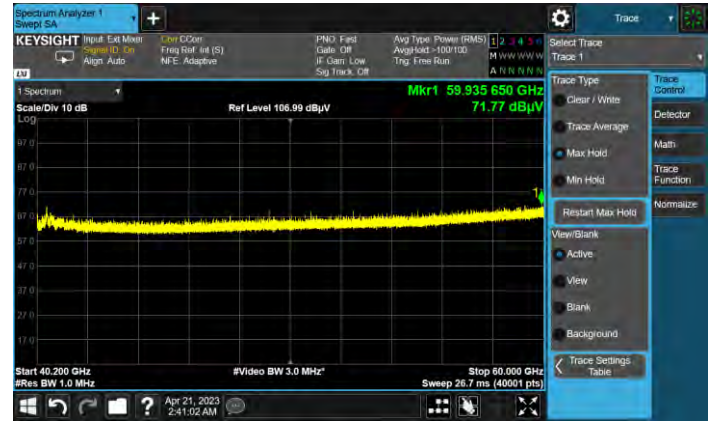 Spectrum Analyzer 1
Swept SA
+
Trace
KEYSIGHT
Input: Ext Mixer
Signal ID: On
Align: Auto
Corr CCorr
Freq Ref: Int (S)
NFE: Adaptive
PNO: Fast
Gate: Off
IF Gain: Low
Sig Track: Off
Avg Type: Power (RMS)
Avg|Hold:>100/100
Trig: Free Run
1 2 3 4 5 6
M W W W W W
A N N N N N
LXI
Select Trace
Trace 1
1 Spectrum
Scale/Div 10 dB
Log
Ref Level 106.99 dBµV
Mkr1 59.935 650 GHz
71.77 dBµV
97.0
87.0
77.0
67.0
57.0
47.0
37.0
27.0
17.0
1
Start 40.200 GHz
#Res BW 1.0 MHz
#Video BW 3.0 MHz*
Stop 60.000 GHz
Sweep 26.7 ms (40001 pts)
Trace Type
Clear / Write
Trace Average
Max Hold
Min Hold
Restart Max Hold
View/Blank
Active
View
Blank
Background
Trace Settings
Table
Trace
Control
Detector
Math
Trace
Function
Normalize
?
Apr 21, 2023
2:41:02 AM